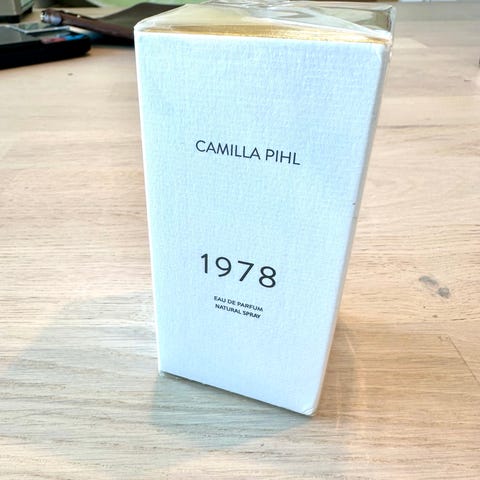 CAMILLA PIHL
1978
EAU DE PARFUM
NATURAL SPRAY